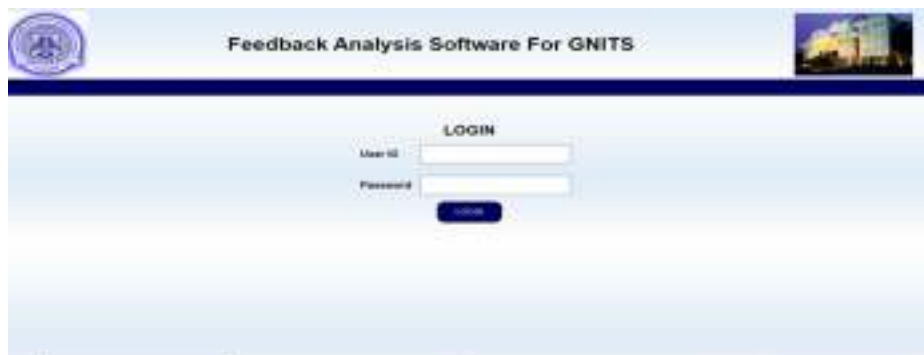 Feedback Analysis Software For GNITS
LOGIN
User Id
Password
LOGIN